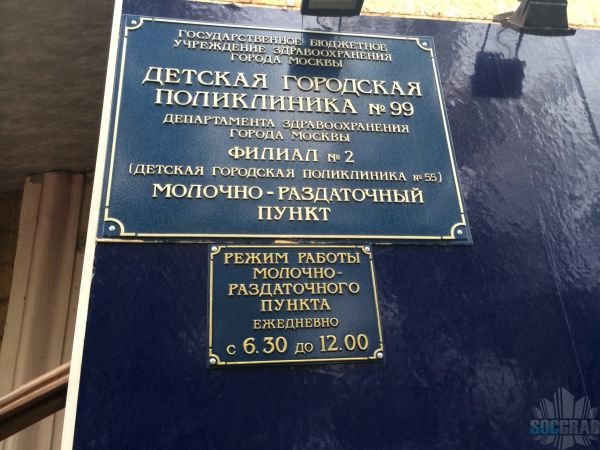 ГОСУДАРСТВЕННОЕ БЮДЖЕТНОЕ
УЧРЕЖДЕНИЕ ЗДРАВООХРАНЕНИЯ
ГОРОДА МОСКВЫ
ДЕТСКАЯ ГОРОДСКАЯ
ПОЛИКЛИНИКА № 99
ДЕПАРТАМЕНТА ЗДРАВООХРАНЕНИЯ
ГОРОДА МОСКВЫ
ФИЛИАЛ № 2
(ДЕТСКАЯ ГОРОДСКАЯ ПОЛИКЛИНИКА № 55)
МОЛОЧНО-РАЗДАТОЧНЫЙ
ПУНКТ
РЕЖИМ РАБОТЫ
МОЛОЧНО-
РАЗДАТОЧНОГО
ПУНКТА
ЕЖЕДНЕВНО
с 6.30 до 12.00
SOCGRAD